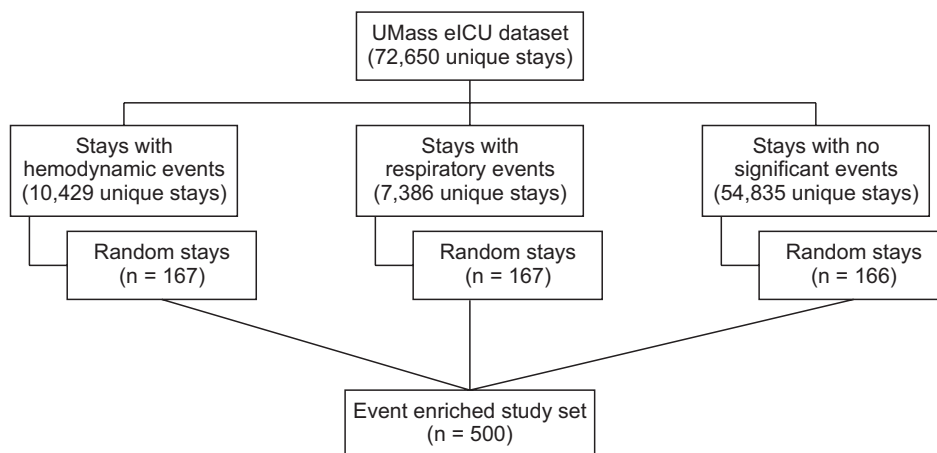 UMass eICU dataset
(72,650 unique stays)
Stays with
hemodynamic events
(10,429 unique stays)
Stays with
respiratory events
(7,386 unique stays)
Stays with no
significant events
(54,835 unique stays)
Random stays
(n = 167)
Random stays
(n = 167)
Random stays
(n = 166)
Event enriched study set
(n = 500)